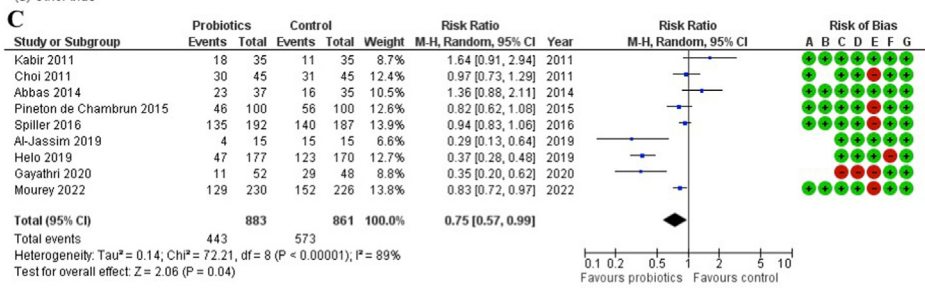 C
Probiotics Control Risk Ratio Risk Ratio Risk of Bias
Study or Subgroup Events Total Events Total Weight M-H, Random, 95% CI Year M-H, Random, 95% CI A B C D E F G
Kabir 2011 18 35 11 35 8.7% 1.64 [0.91, 2.94] 2011
Choi 2011 30 45 31 45 12.4% 0.97 [0.73, 1.29] 2011
Abbas 2014 23 37 16 35 10.5% 1.36 [0.88, 2.11] 2014
Pineton de Chambrun 2015 46 100 56 100 12.6% 0.82 [0.62, 1.08] 2015
Spiller 2016 135 192 140 187 13.9% 0.94 [0.83, 1.06] 2016
Al-Jassim 2019 4 15 15 15 6.6% 0.29 [0.13, 0.64] 2019
Helo 2019 47 177 123 170 12.7% 0.37 [0.28, 0.48] 2019
Gayathri 2020 11 52 29 48 8.8% 0.35 [0.20, 0.62] 2020
Mourey 2022 129 230 152 226 13.8% 0.83 [0.72, 0.97] 2022
Total (95% CI) 883 861 100.0% 0.75 [0.57, 0.99]
Total events 443 573
Heterogeneity: Tau² = 0.14; Chi² = 72.21, df = 8 (P < 0.00001); I² = 89%
Test for overall effect: Z = 2.06 (P = 0.04)
0.1 0.2 0.5 1 2 5 10
Favours probiotics Favours control